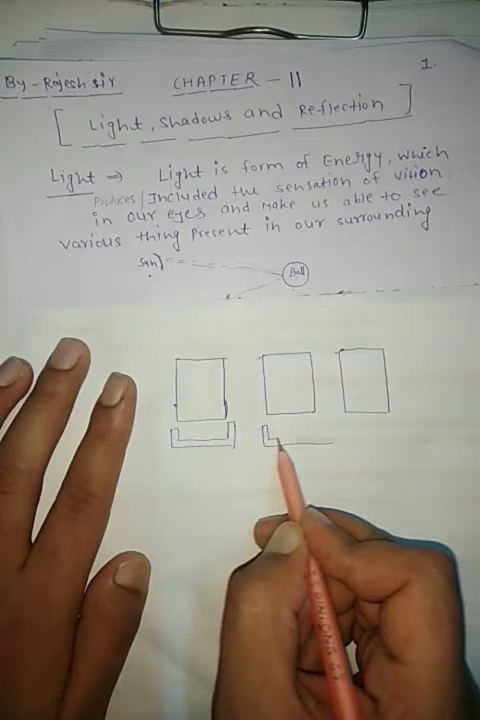 1.
By - Rajesh sir CHAPTER - 11
[ Light, Shadows and Reflection ]
Light ⇒ Light is form of Energy, which
Produces / Included the sensation of vision
in our eyes and make us able to see
various thing present in our surrounding
Sun
Ball